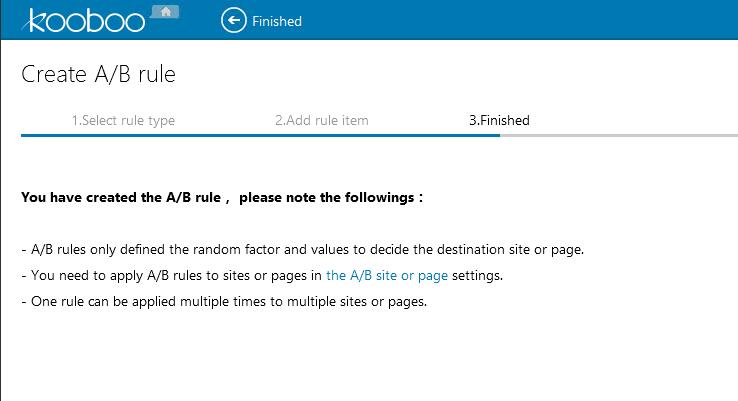 kooboo
Finished
Create A/B rule
1.Select rule type 2.Add rule item 3.Finished
You have created the A/B rule， please note the followings：
- A/B rules only defined the random factor and values to decide the destination site or page.
- You need to apply A/B rules to sites or pages in the A/B site or page settings.
- One rule can be applied multiple times to multiple sites or pages.